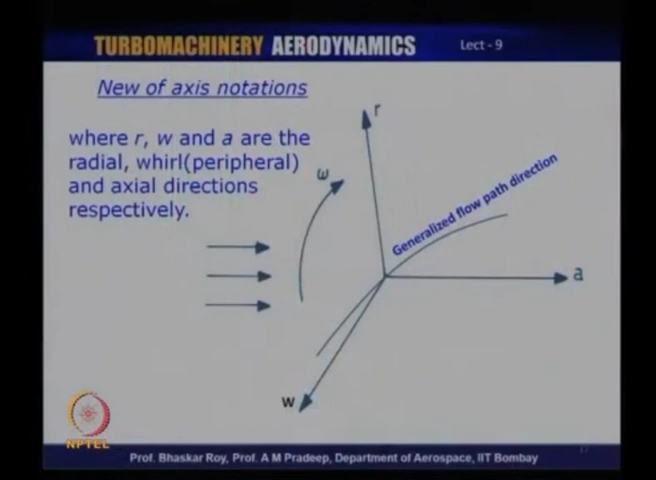 TURBOMACHINERY AERODYNAMICS Lect - 9
New of axis notations
where r, w and a are the
radial, whirl(peripheral)
and axial directions
respectively.
r
ω
Generalized flow path direction
a
w
NPTEL
Prof. Bhaskar Roy, Prof. A M Pradeep, Department of Aerospace, IIT Bombay